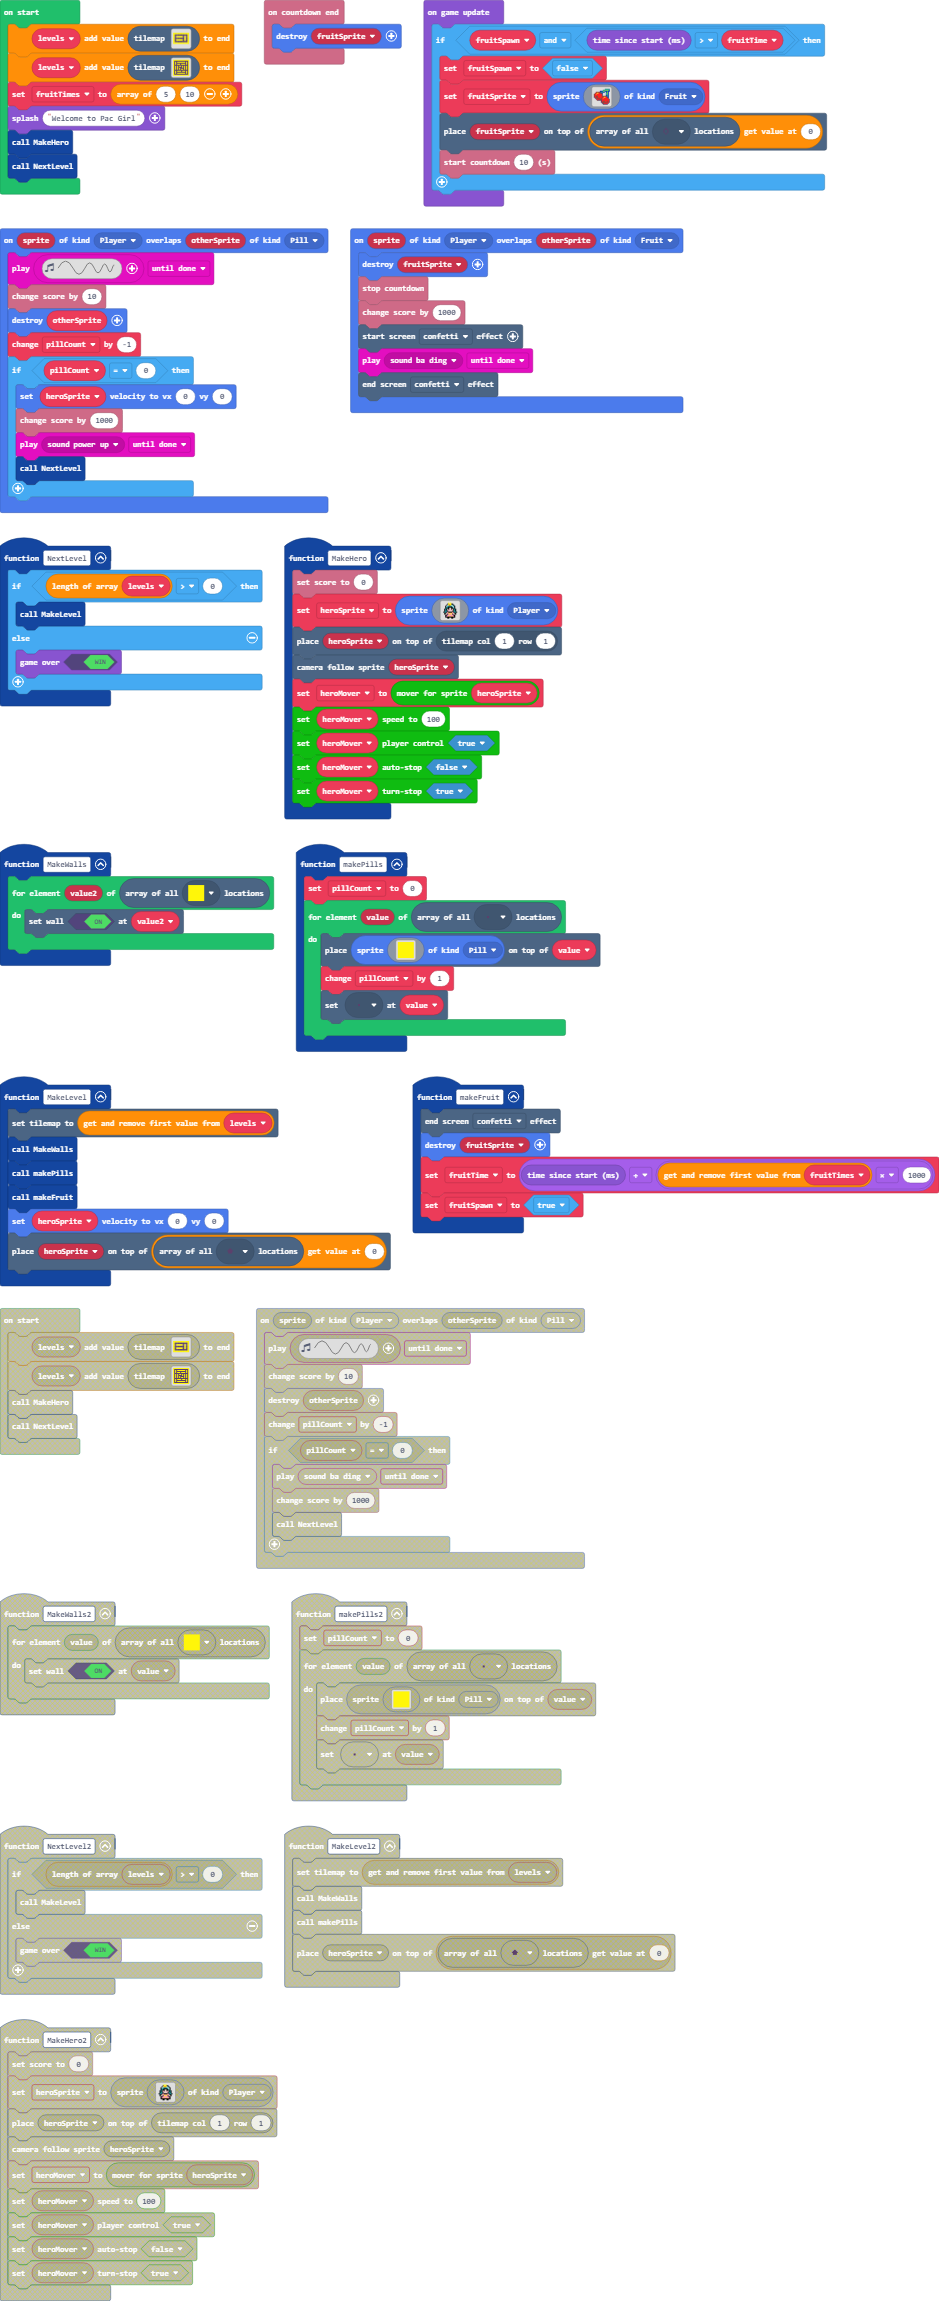 on start
levels add value tilemap to end
levels add value tilemap to end
set fruitTimes to array of 5 10
splash "Welcome to Pac Girl"
call MakeHero
call NextLevel
on countdown end
destroy fruitSprite
on game update
if fruitSpawn and time since start (ms) > fruitTime then
set fruitSpawn to false
set fruitSprite to sprite of kind Fruit
place fruitSprite on top of array of all locations get value at 0
start countdown 10 (s)
on sprite of kind Player overlaps otherSprite of kind Pill
play until done
change score by 10
destroy otherSprite
change pillCount by -1
if pillCount = 0 then
set heroSprite velocity to vx 0 vy 0
change score by 1000
play sound power up until done
call NextLevel
on sprite of kind Player overlaps otherSprite of kind Fruit
destroy fruitSprite
stop countdown
change score by 1000
start screen confetti effect
play sound ba ding until done
end screen confetti effect
function NextLevel
if length of array levels > 0 then
call MakeLevel
else
game over WIN
function MakeHero
set score to 0
set heroSprite to sprite of kind Player
place heroSprite on top of tilemap col 1 row 1
camera follow sprite heroSprite
set heroMover to mover for sprite heroSprite
set heroMover speed to 100
set heroMover player control true
set heroMover auto-stop false
set heroMover turn-stop true
function MakeWalls
for element value2 of array of all locations
do
set wall ON at value2
function makePills
set pillCount to 0
for element value of array of all locations
do
place sprite of kind Pill on top of value
change pillCount by 1
set at value
function MakeLevel
set tilemap to get and remove first value from levels
call MakeWalls
call makePills
call makeFruit
set heroSprite velocity to vx 0 vy 0
place heroSprite on top of array of all locations get value at 0
function makeFruit
end screen confetti effect
destroy fruitSprite
set fruitTime to time since start (ms) + get and remove first value from fruitTimes × 1000
set fruitSpawn to true
on start
levels add value tilemap to end
levels add value tilemap to end
call MakeHero
call NextLevel
on sprite of kind Player overlaps otherSprite of kind Pill
play until done
change score by 10
destroy otherSprite
change pillCount by -1
if pillCount = 0 then
play sound ba ding until done
change score by 1000
call NextLevel
function MakeWalls2
for element value of array of all locations
do
set wall ON at value
function makePills2
set pillCount to 0
for element value of array of all locations
do
place sprite of kind Pill on top of value
change pillCount by 1
set at value
function NextLevel2
if length of array levels > 0 then
call MakeLevel
else
game over WIN
function MakeLevel2
set tilemap to get and remove first value from levels
call MakeWalls
call makePills
place heroSprite on top of array of all locations get value at 0
function MakeHero2
set score to 0
set heroSprite to sprite of kind Player
place heroSprite on top of tilemap col 1 row 1
camera follow sprite heroSprite
set heroMover to mover for sprite heroSprite
set heroMover speed to 100
set heroMover player control true
set heroMover auto-stop false
set heroMover turn-stop true